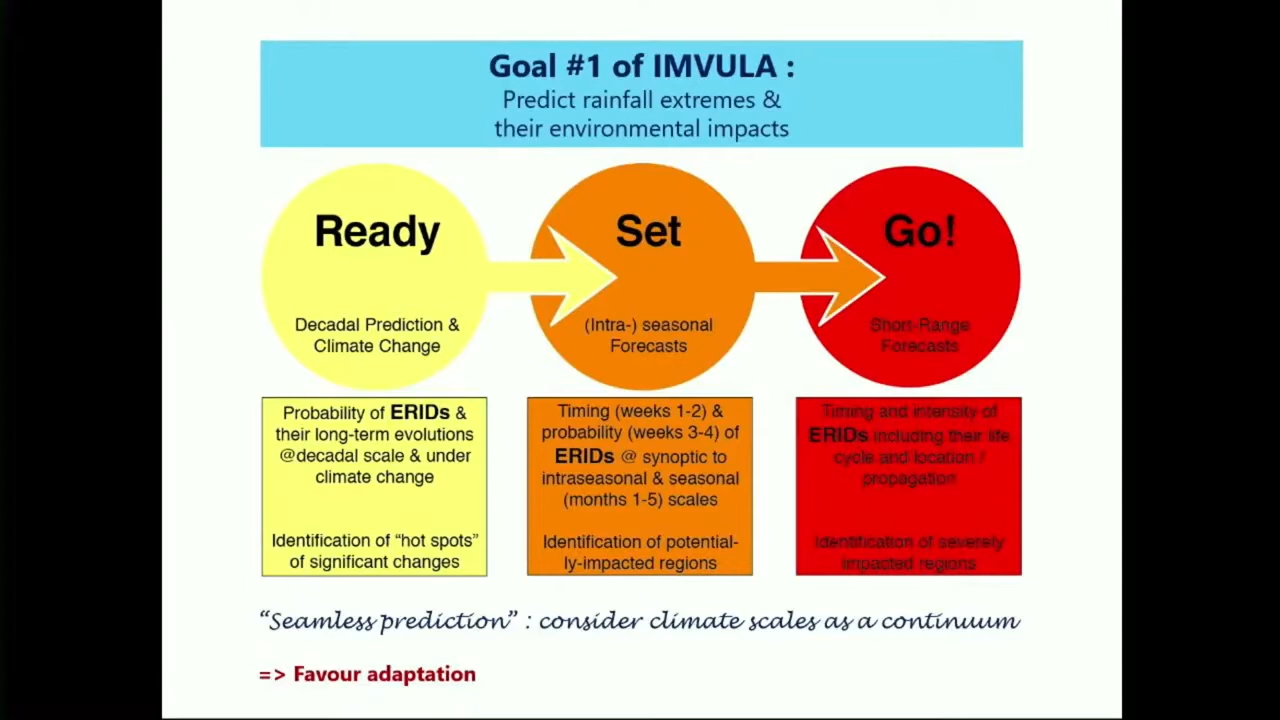 Goal #1 of IMVULA :
Predict rainfall extremes &
their environmental impacts
Ready
Decadal Prediction &
Climate Change
Set
(Intra-) seasonal
Forecasts
Go!
Short-Range
Forecasts
Probability of ERIDs &
their long-term evolutions
@decadal scale & under
climate change
Identification of “hot spots”
of significant changes
Timing (weeks 1-2) &
probability (weeks 3-4) of
ERIDs @ synoptic to
intraseasonal & seasonal
(months 1-5) scales
Identification of potential-
ly-impacted regions
Timing and intensity of
ERIDs including their life
cycle and location /
propagation
Identification of severely
impacted regions
“Seamless prediction” : consider climate scales as a continuum
=> Favour adaptation